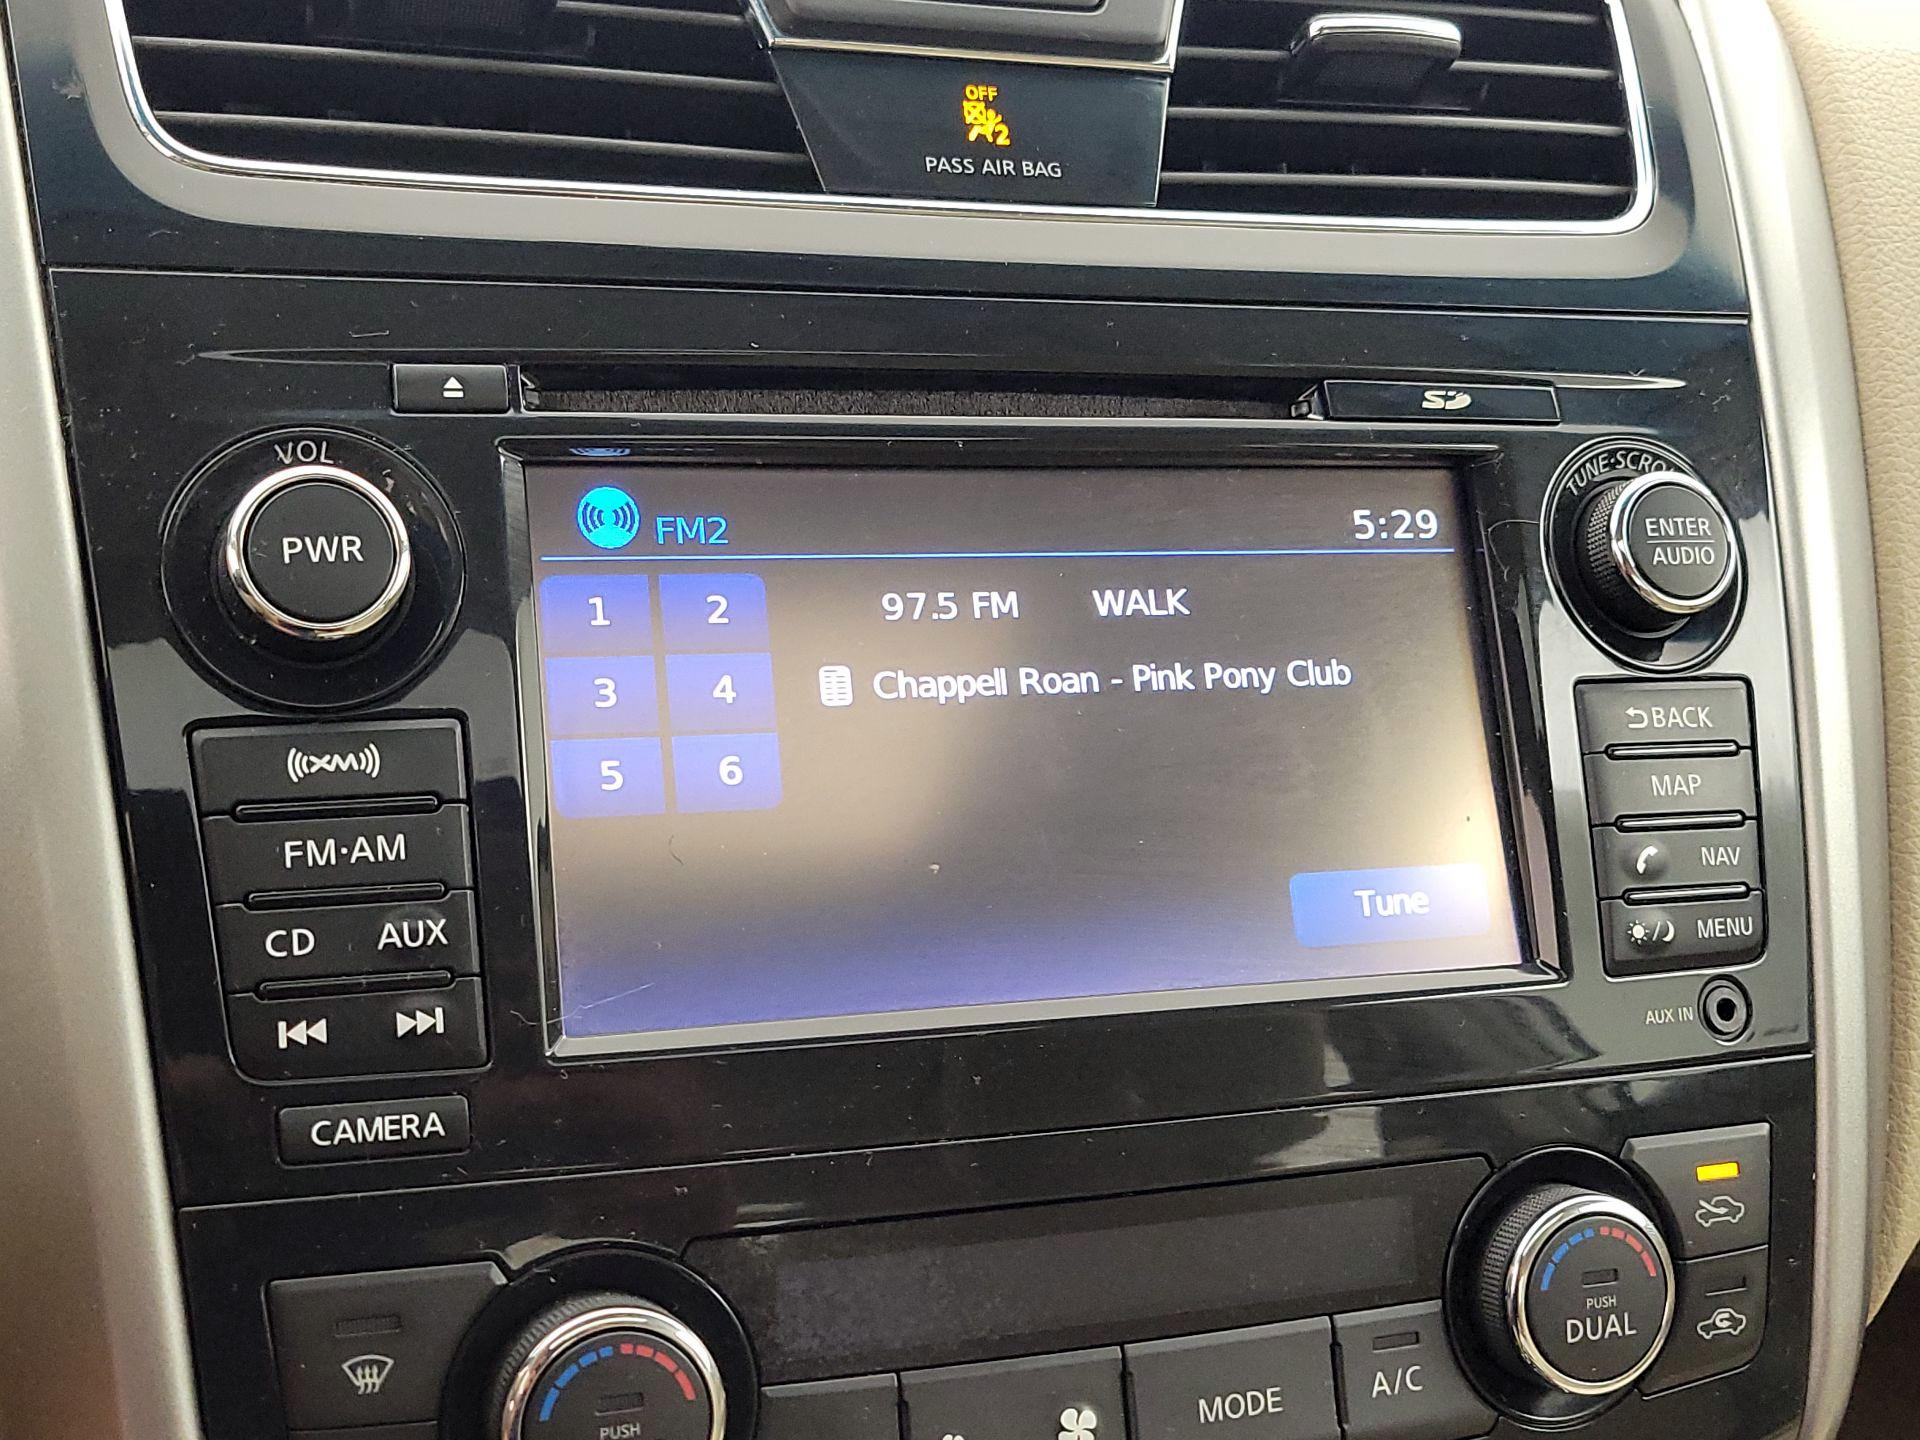 OFF
2
PASS AIR BAG
SD
VOL
PWR
TUNE·SCRO
ENTER
AUDIO
FM2
5:29
1 2
97.5 FM WALK
3 4
Chappell Roan - Pink Pony Club
5 6
Tune
((XM))
FM·AM
CD AUX
CAMERA
BACK
MAP
NAV
MENU
AUX IN
PUSH
DUAL
PUSH
MODE
A/C